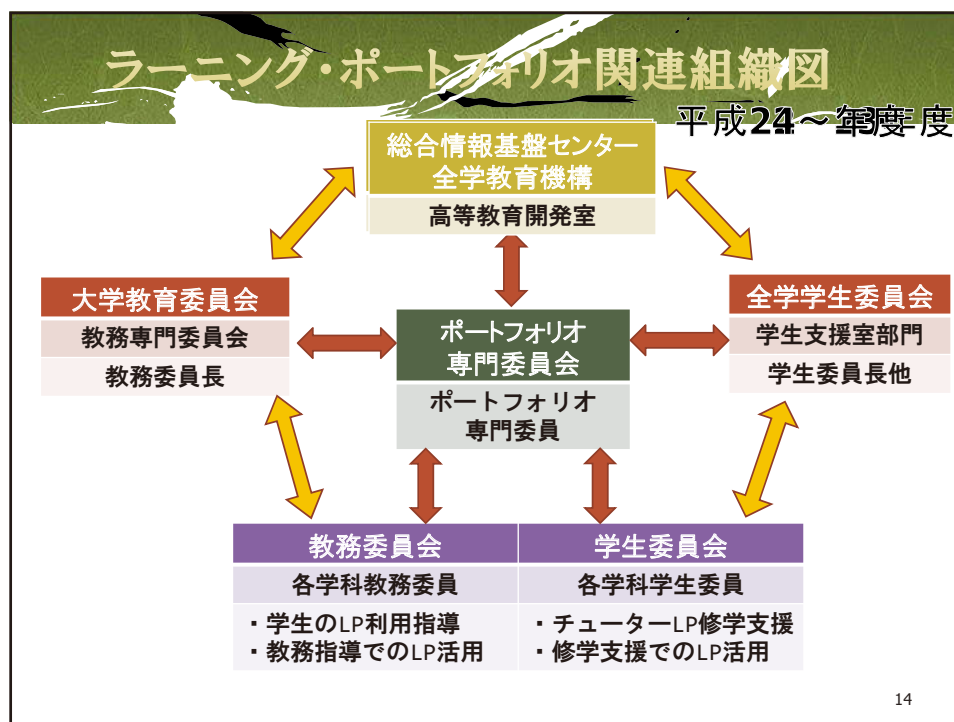 ラーニング・ポートフォリオ関連組織図
総合情報基盤センター
全学教育機構
高等教育開発室
大学教育委員会
教務専門委員会
教務委員長
ポートフォリオ
専門委員会
ポートフォリオ
専門委員
全学学生委員会
学生支援室部門
学生委員長他
教務委員会
各学科教務委員
・学生のLP利用指導
・教務指導でのLP活用
学生委員会
各学科学生委員
・チューターLP修学支援
・修学支援でのLP活用
14